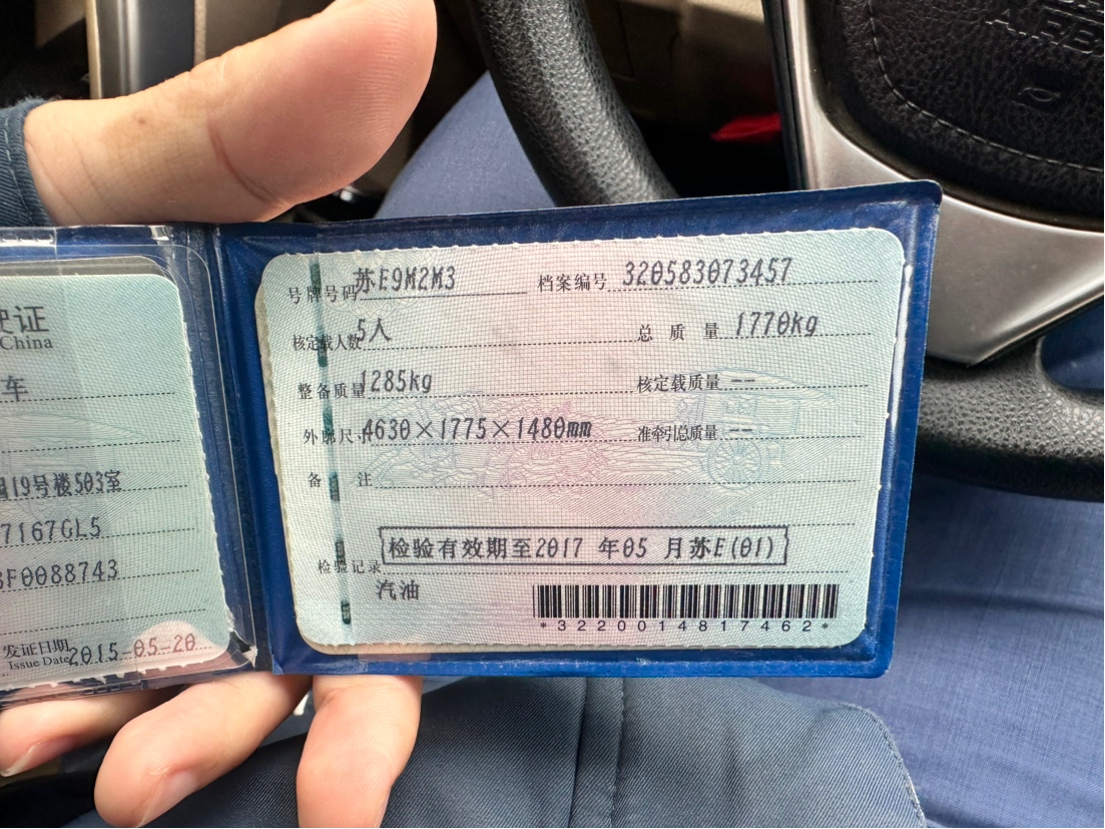 驶证
China
车
19号楼503室
7167GL5
F0088743
发证日期 2015-05-20
Issue Date
号牌号码 苏E9M2M3 档案编号 320583073457
核定载人数 5人 总质量 1770kg
整备质量 1285kg 核定载质量 --
外廓尺寸 4630×1775×1480mm 准牵引总质量 --
备注
检验记录 检验有效期至2017 年05 月苏E(01)
汽油
*3220014817462*